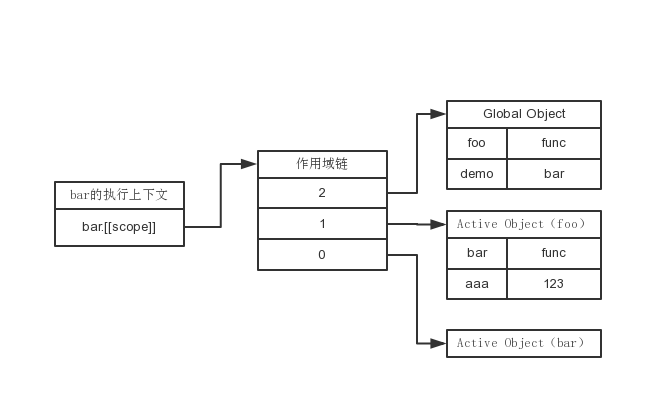 bar的执行上下文
bar.[[scope]]
作用域链
2
1
0
Global Object
foo func
demo bar
Active Object（foo）
bar func
aaa 123
Active Object（bar）